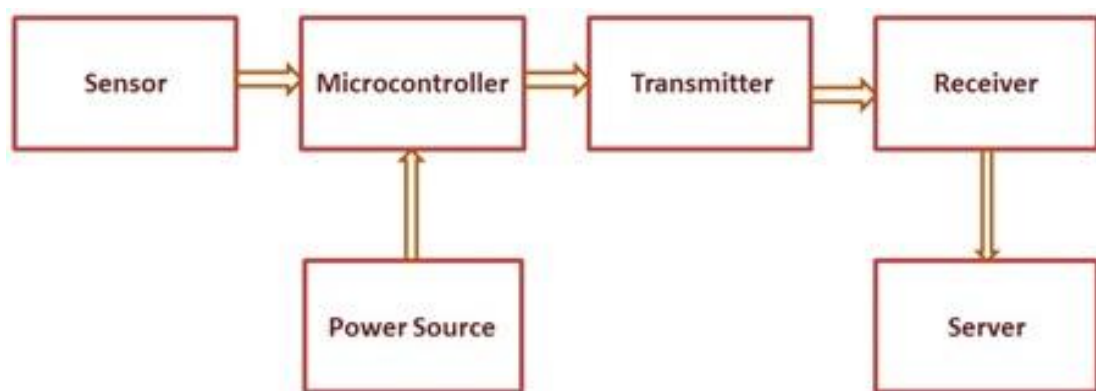 Sensor
Microcontroller
Transmitter
Receiver
Power Source
Server